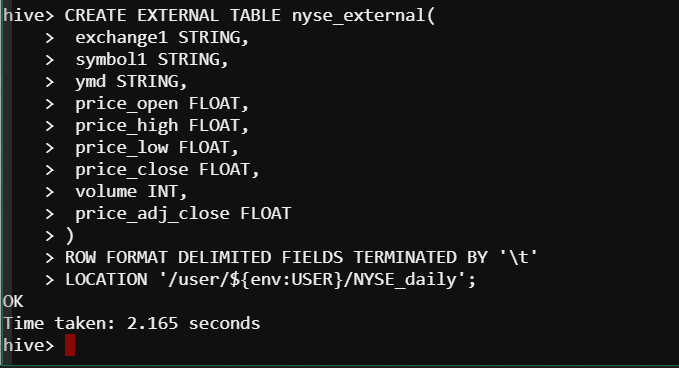 hive> CREATE EXTERNAL TABLE nyse_external(
    >  exchange1 STRING,
    >  symbol1 STRING,
    >  ymd STRING,
    >  price_open FLOAT,
    >  price_high FLOAT,
    >  price_low FLOAT,
    >  price_close FLOAT,
    >  volume INT,
    >  price_adj_close FLOAT
    > )
    > ROW FORMAT DELIMITED FIELDS TERMINATED BY '\t'
    > LOCATION '/user/${env:USER}/NYSE_daily';
OK
Time taken: 2.165 seconds
hive>